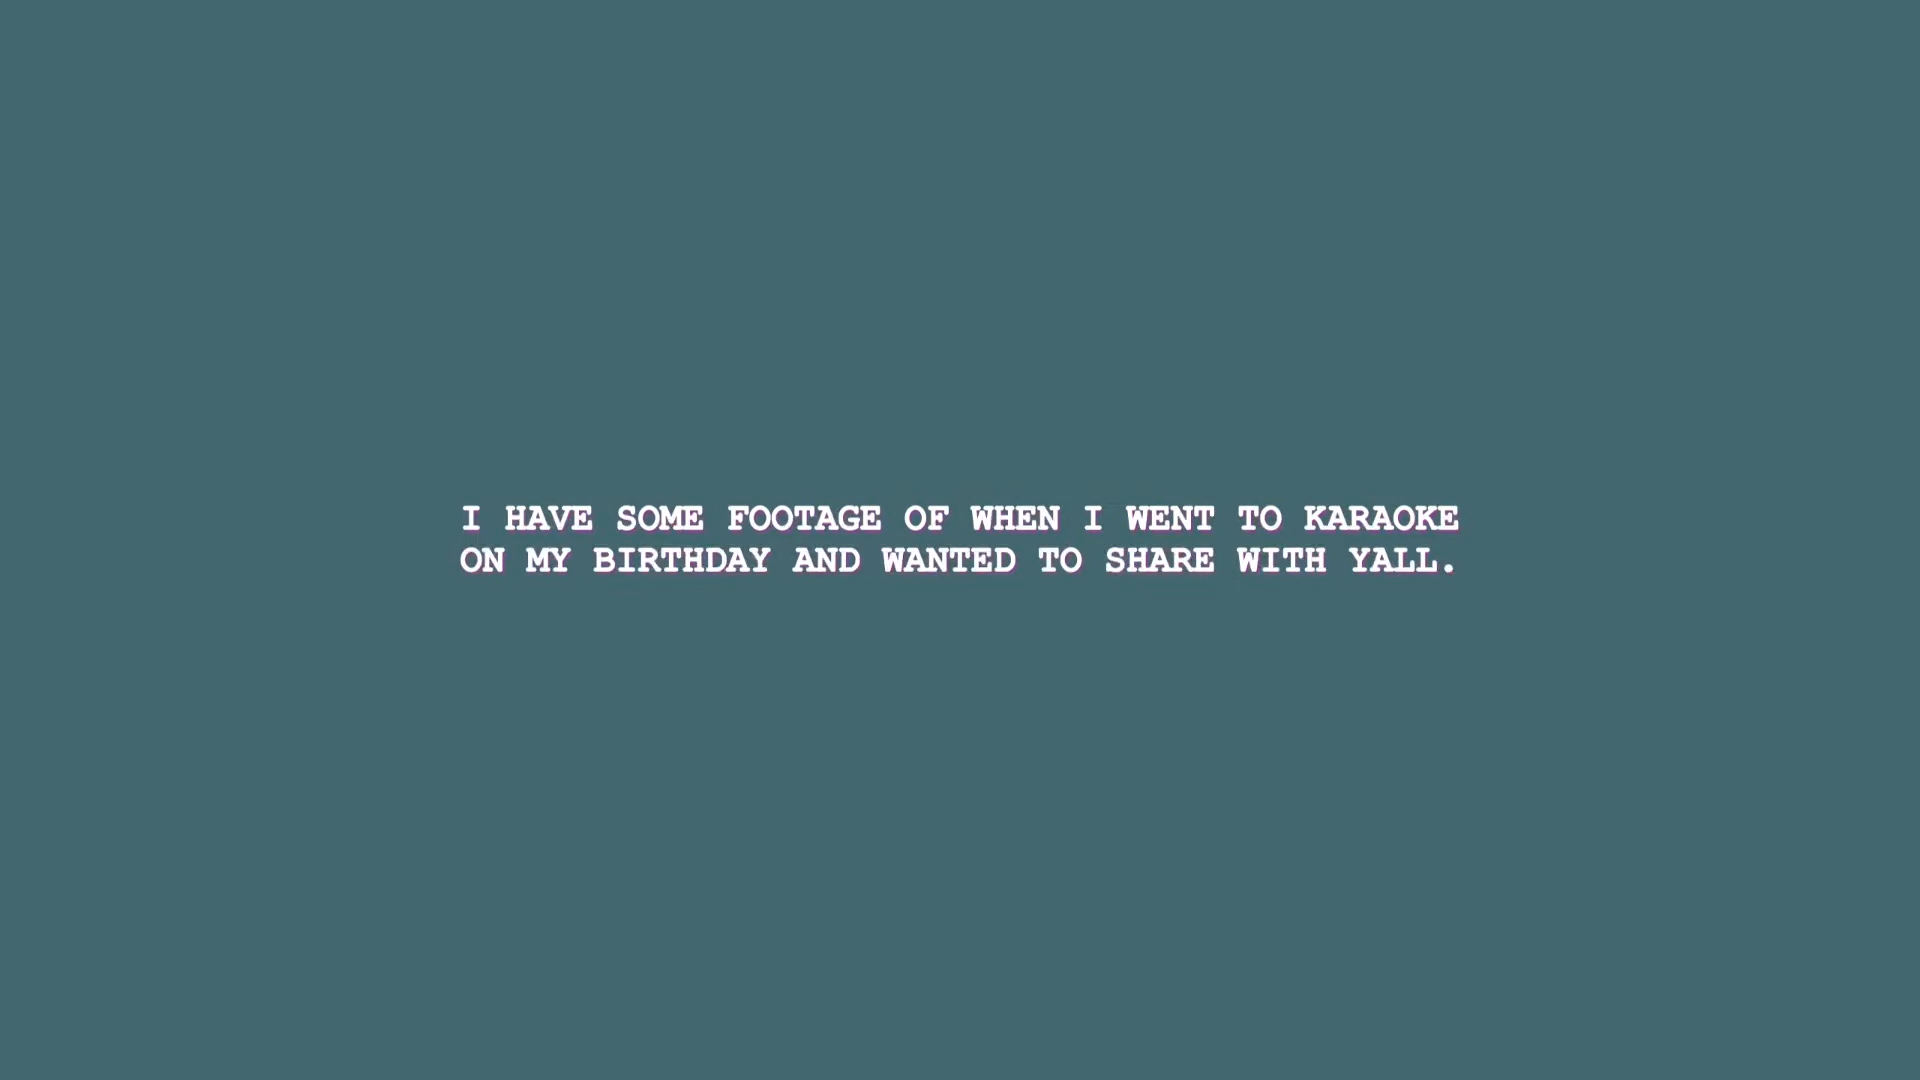 I HAVE SOME FOOTAGE OF WHEN I WENT TO KARAOKE
ON MY BIRTHDAY AND WANTED TO SHARE WITH YALL.